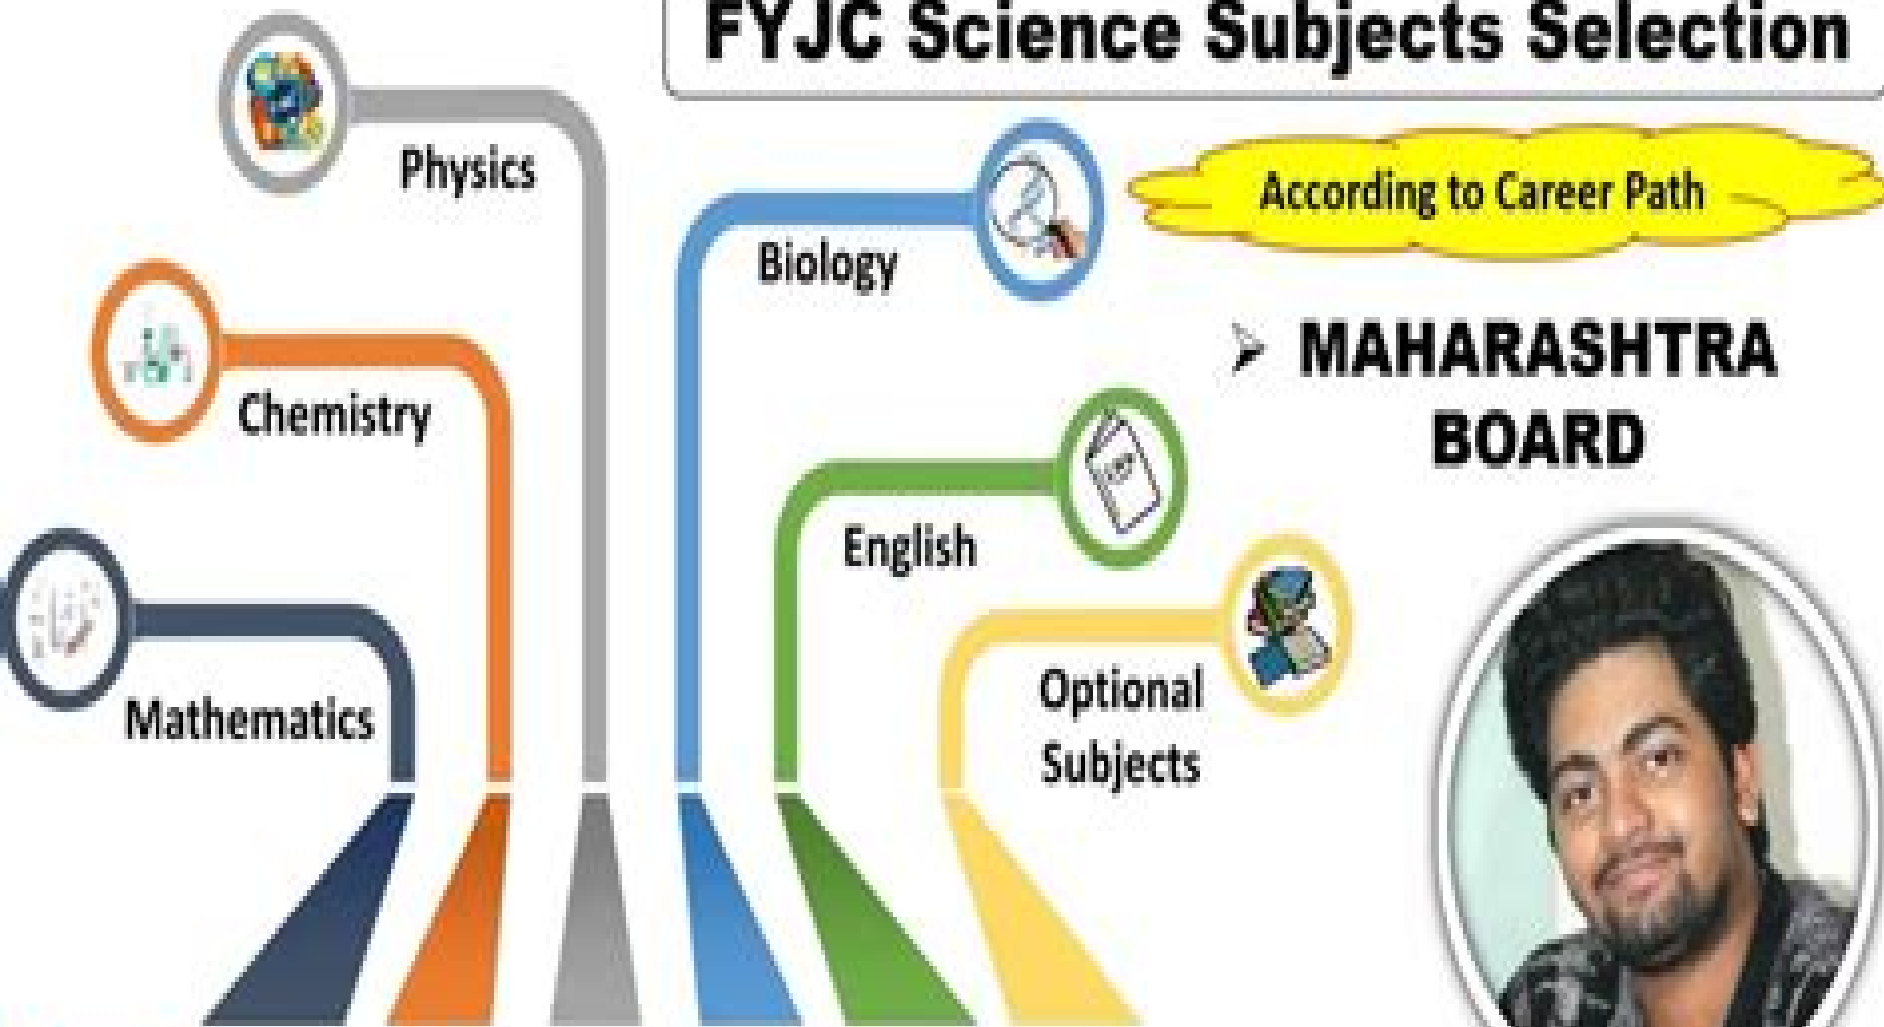 FYJC Science Subjects Selection
Physics
According to Career Path
Biology
➢ MAHARASHTRA
BOARD
Chemistry
English
Optional
Subjects
Mathematics